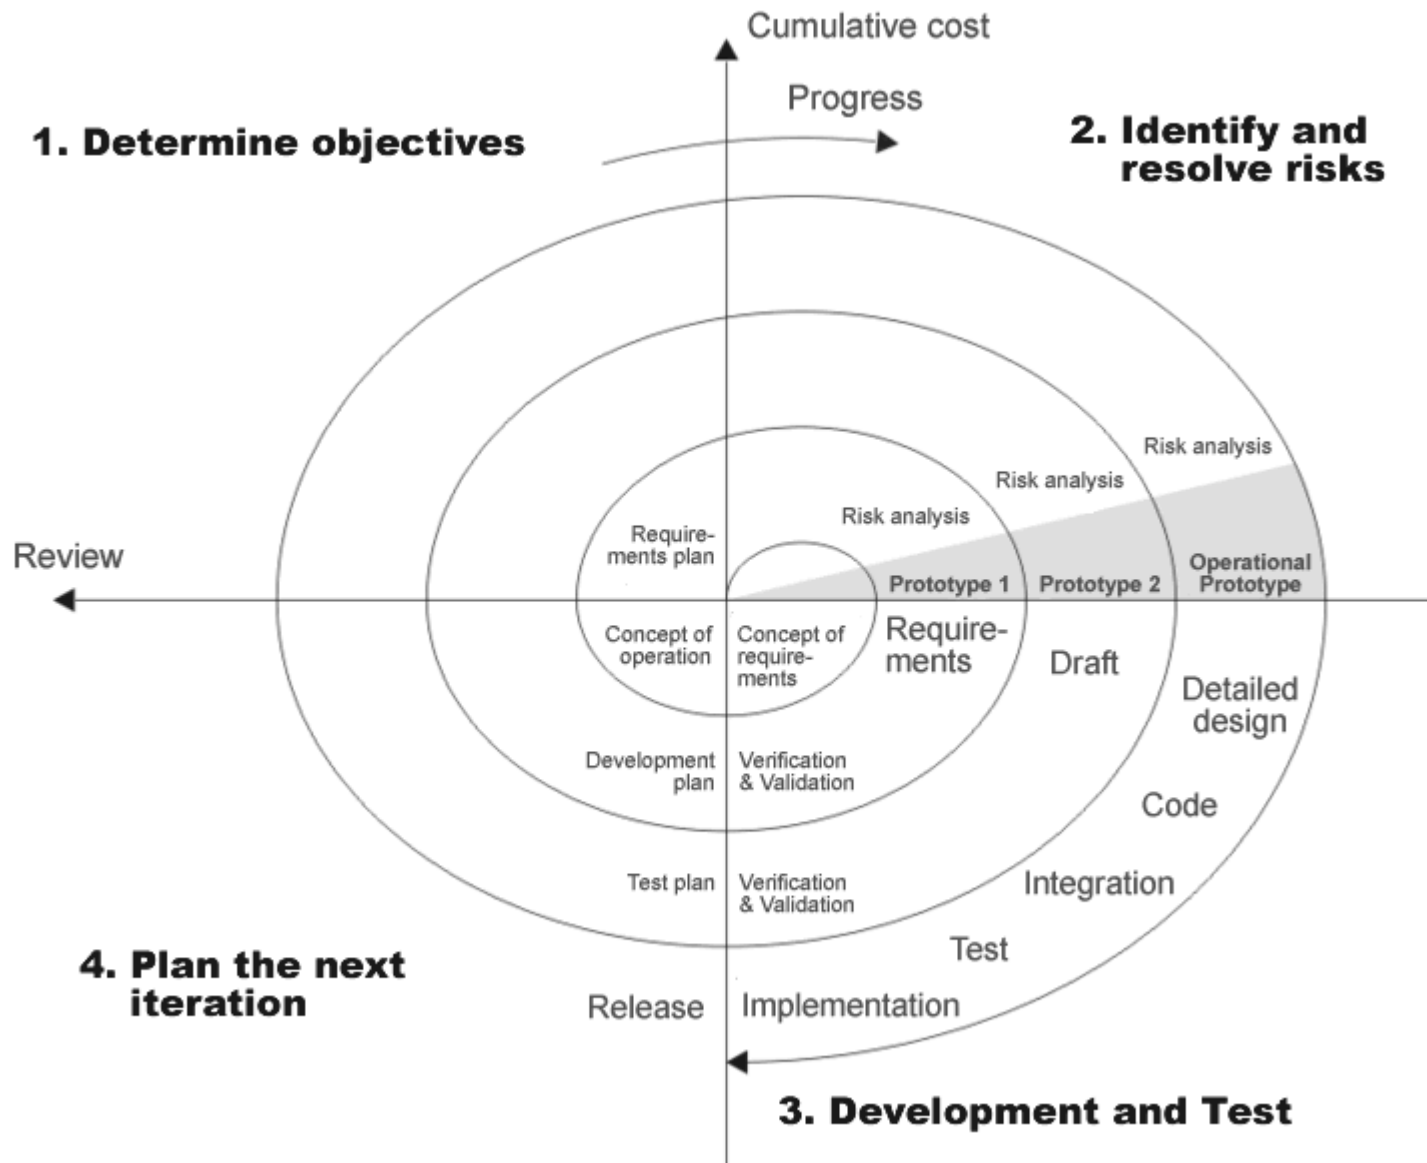 Cumulative cost
Progress
1. Determine objectives
2. Identify and
resolve risks
Risk analysis
Risk analysis
Risk analysis
Require-
ments plan
Review
Operational
Prototype
Prototype 1
Prototype 2
Concept of
operation
Concept of
require-
ments
Require-
ments
Draft
Detailed
design
Development
plan
Verification
& Validation
Code
Test plan
Verification
& Validation
Integration
Test
4. Plan the next
iteration
Release
Implementation
3. Development and Test